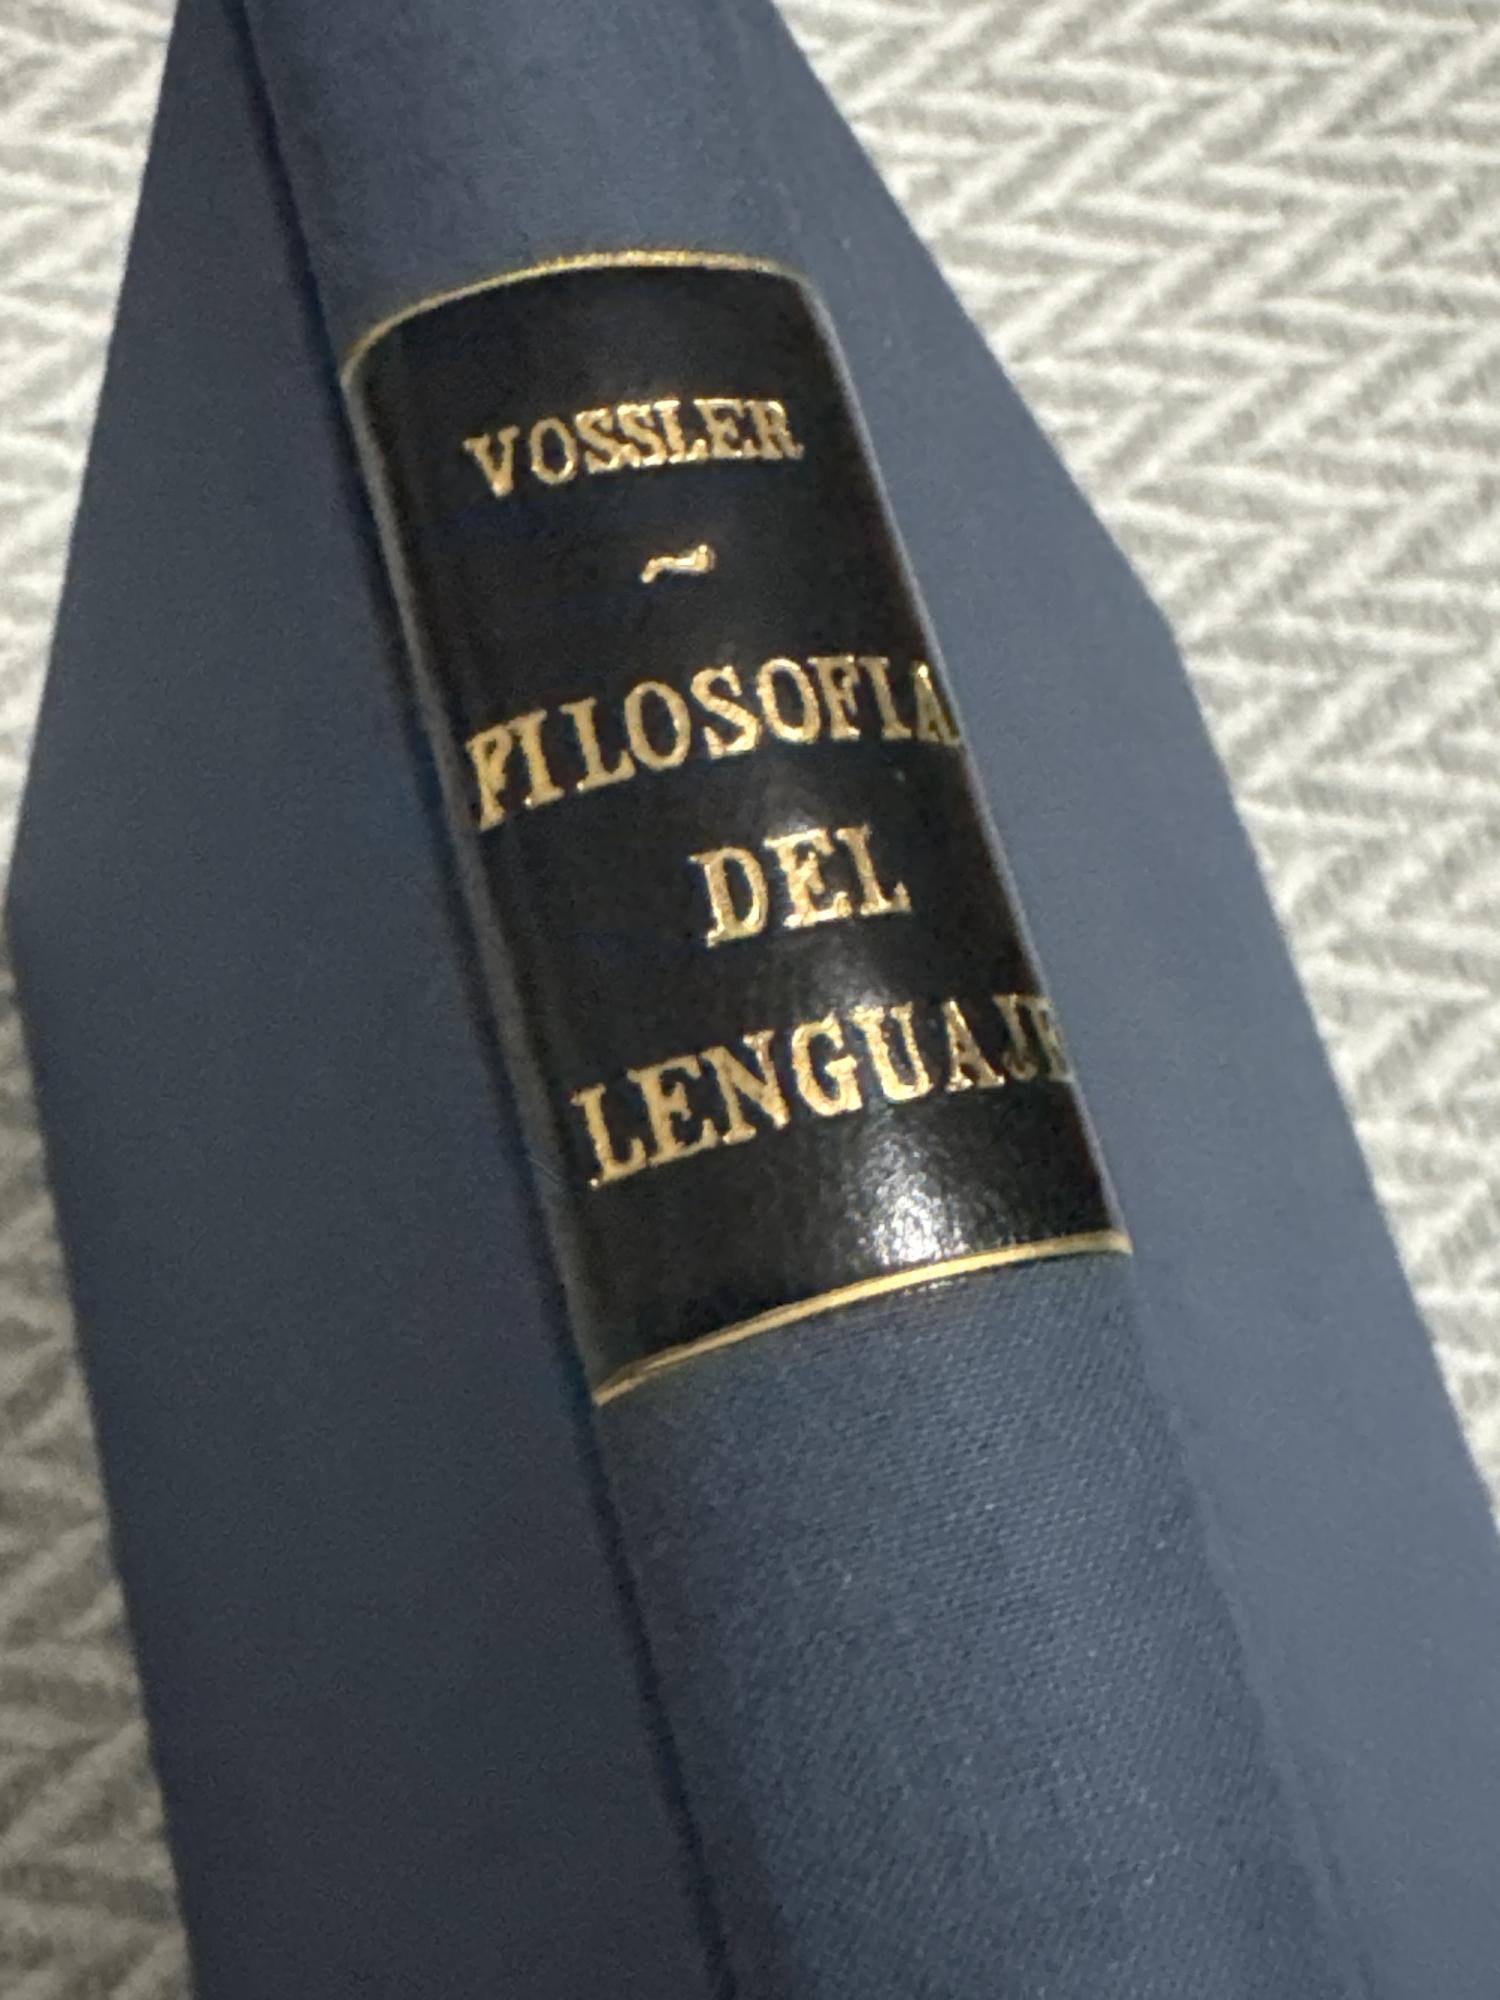 VOSSLER
~
FILOSOFIA
DEL
LENGUAJE